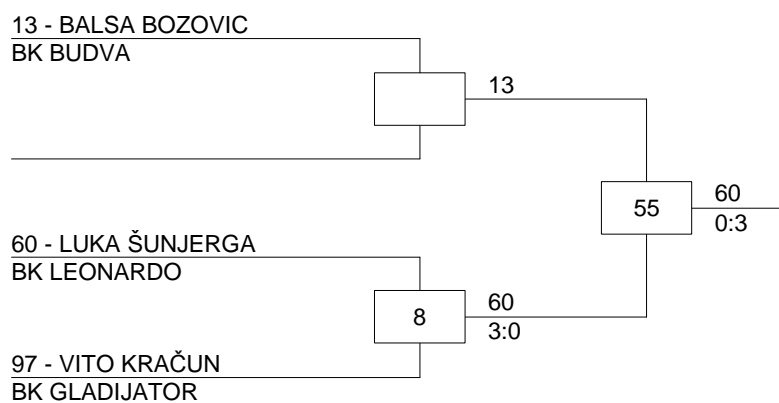 13 - BALSA BOZOVIC
BK BUDVA
13
55
60
0:3
60 - LUKA ŠUNJERGA
BK LEONARDO
8
60
3:0
97 - VITO KRAČUN
BK GLADIJATOR